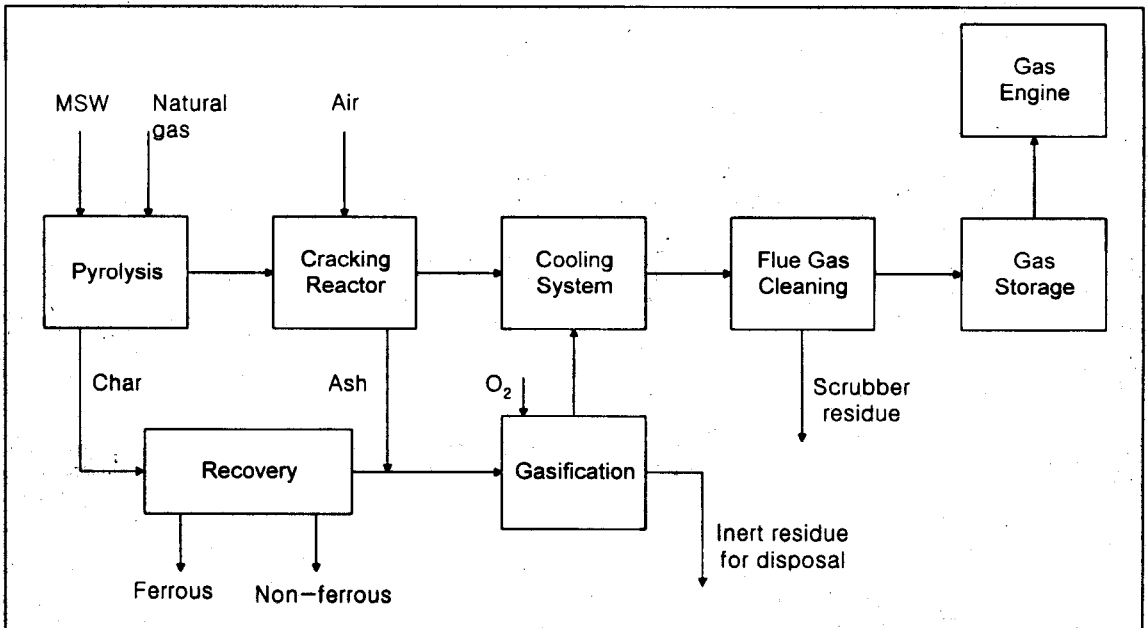 Gas
Engine
MSW
Natural
gas
Air
Pyrolysis
Cracking
Reactor
Cooling
System
Flue Gas
Cleaning
Gas
Storage
Char
Ash
O₂
Scrubber
residue
Recovery
Gasification
Inert residue
for disposal
Ferrous
Non-ferrous